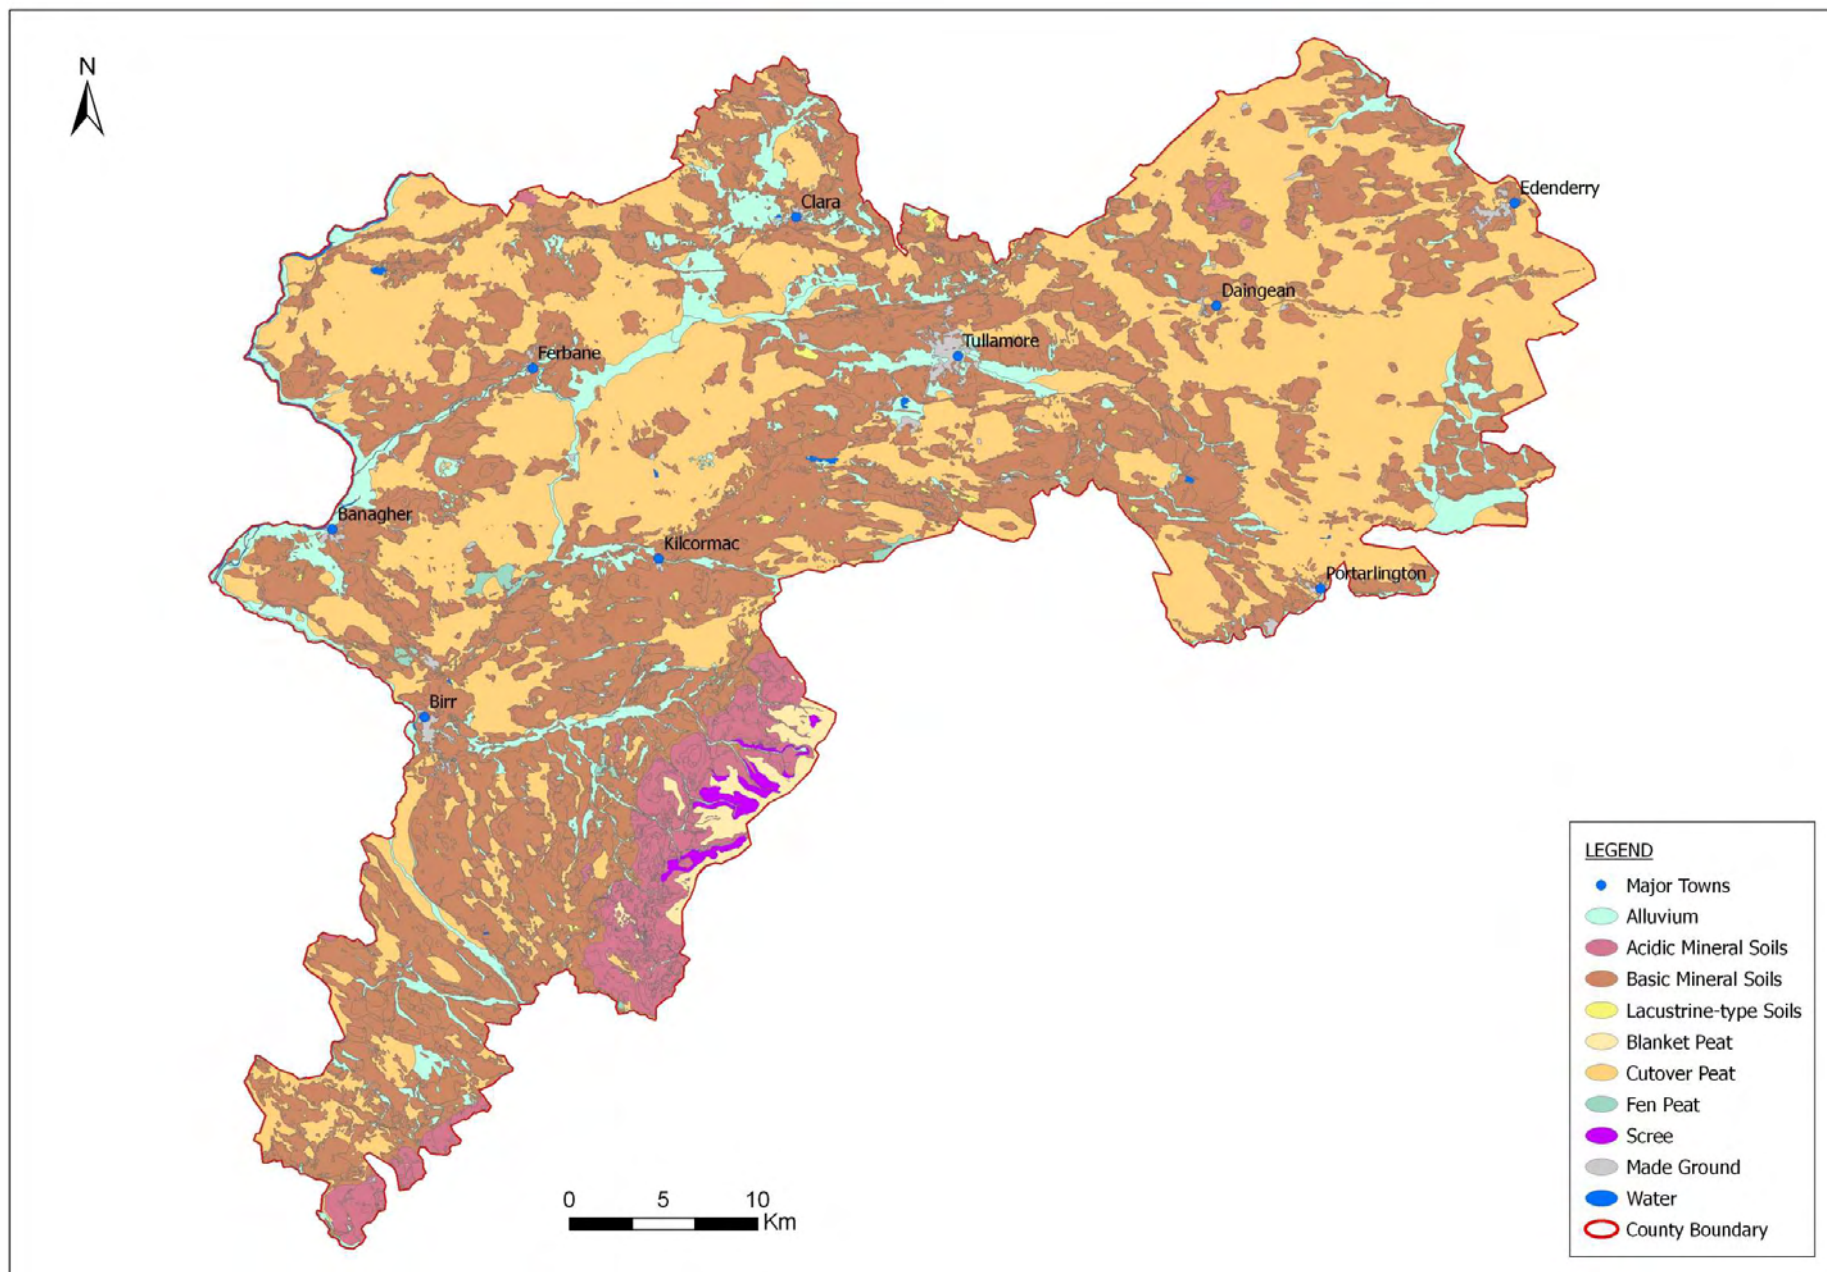 N
Edenderry
Clara
Daingean
Tullamore
Ferbane
Banagher
Kilcormac
Portarlington
Birr
LEGEND
Major Towns
Alluvium
Acidic Mineral Soils
Basic Mineral Soils
Lacustrine-type Soils
Blanket Peat
Cutover Peat
Fen Peat
Scree
Made Ground
Water
County Boundary
0 5 10
Km